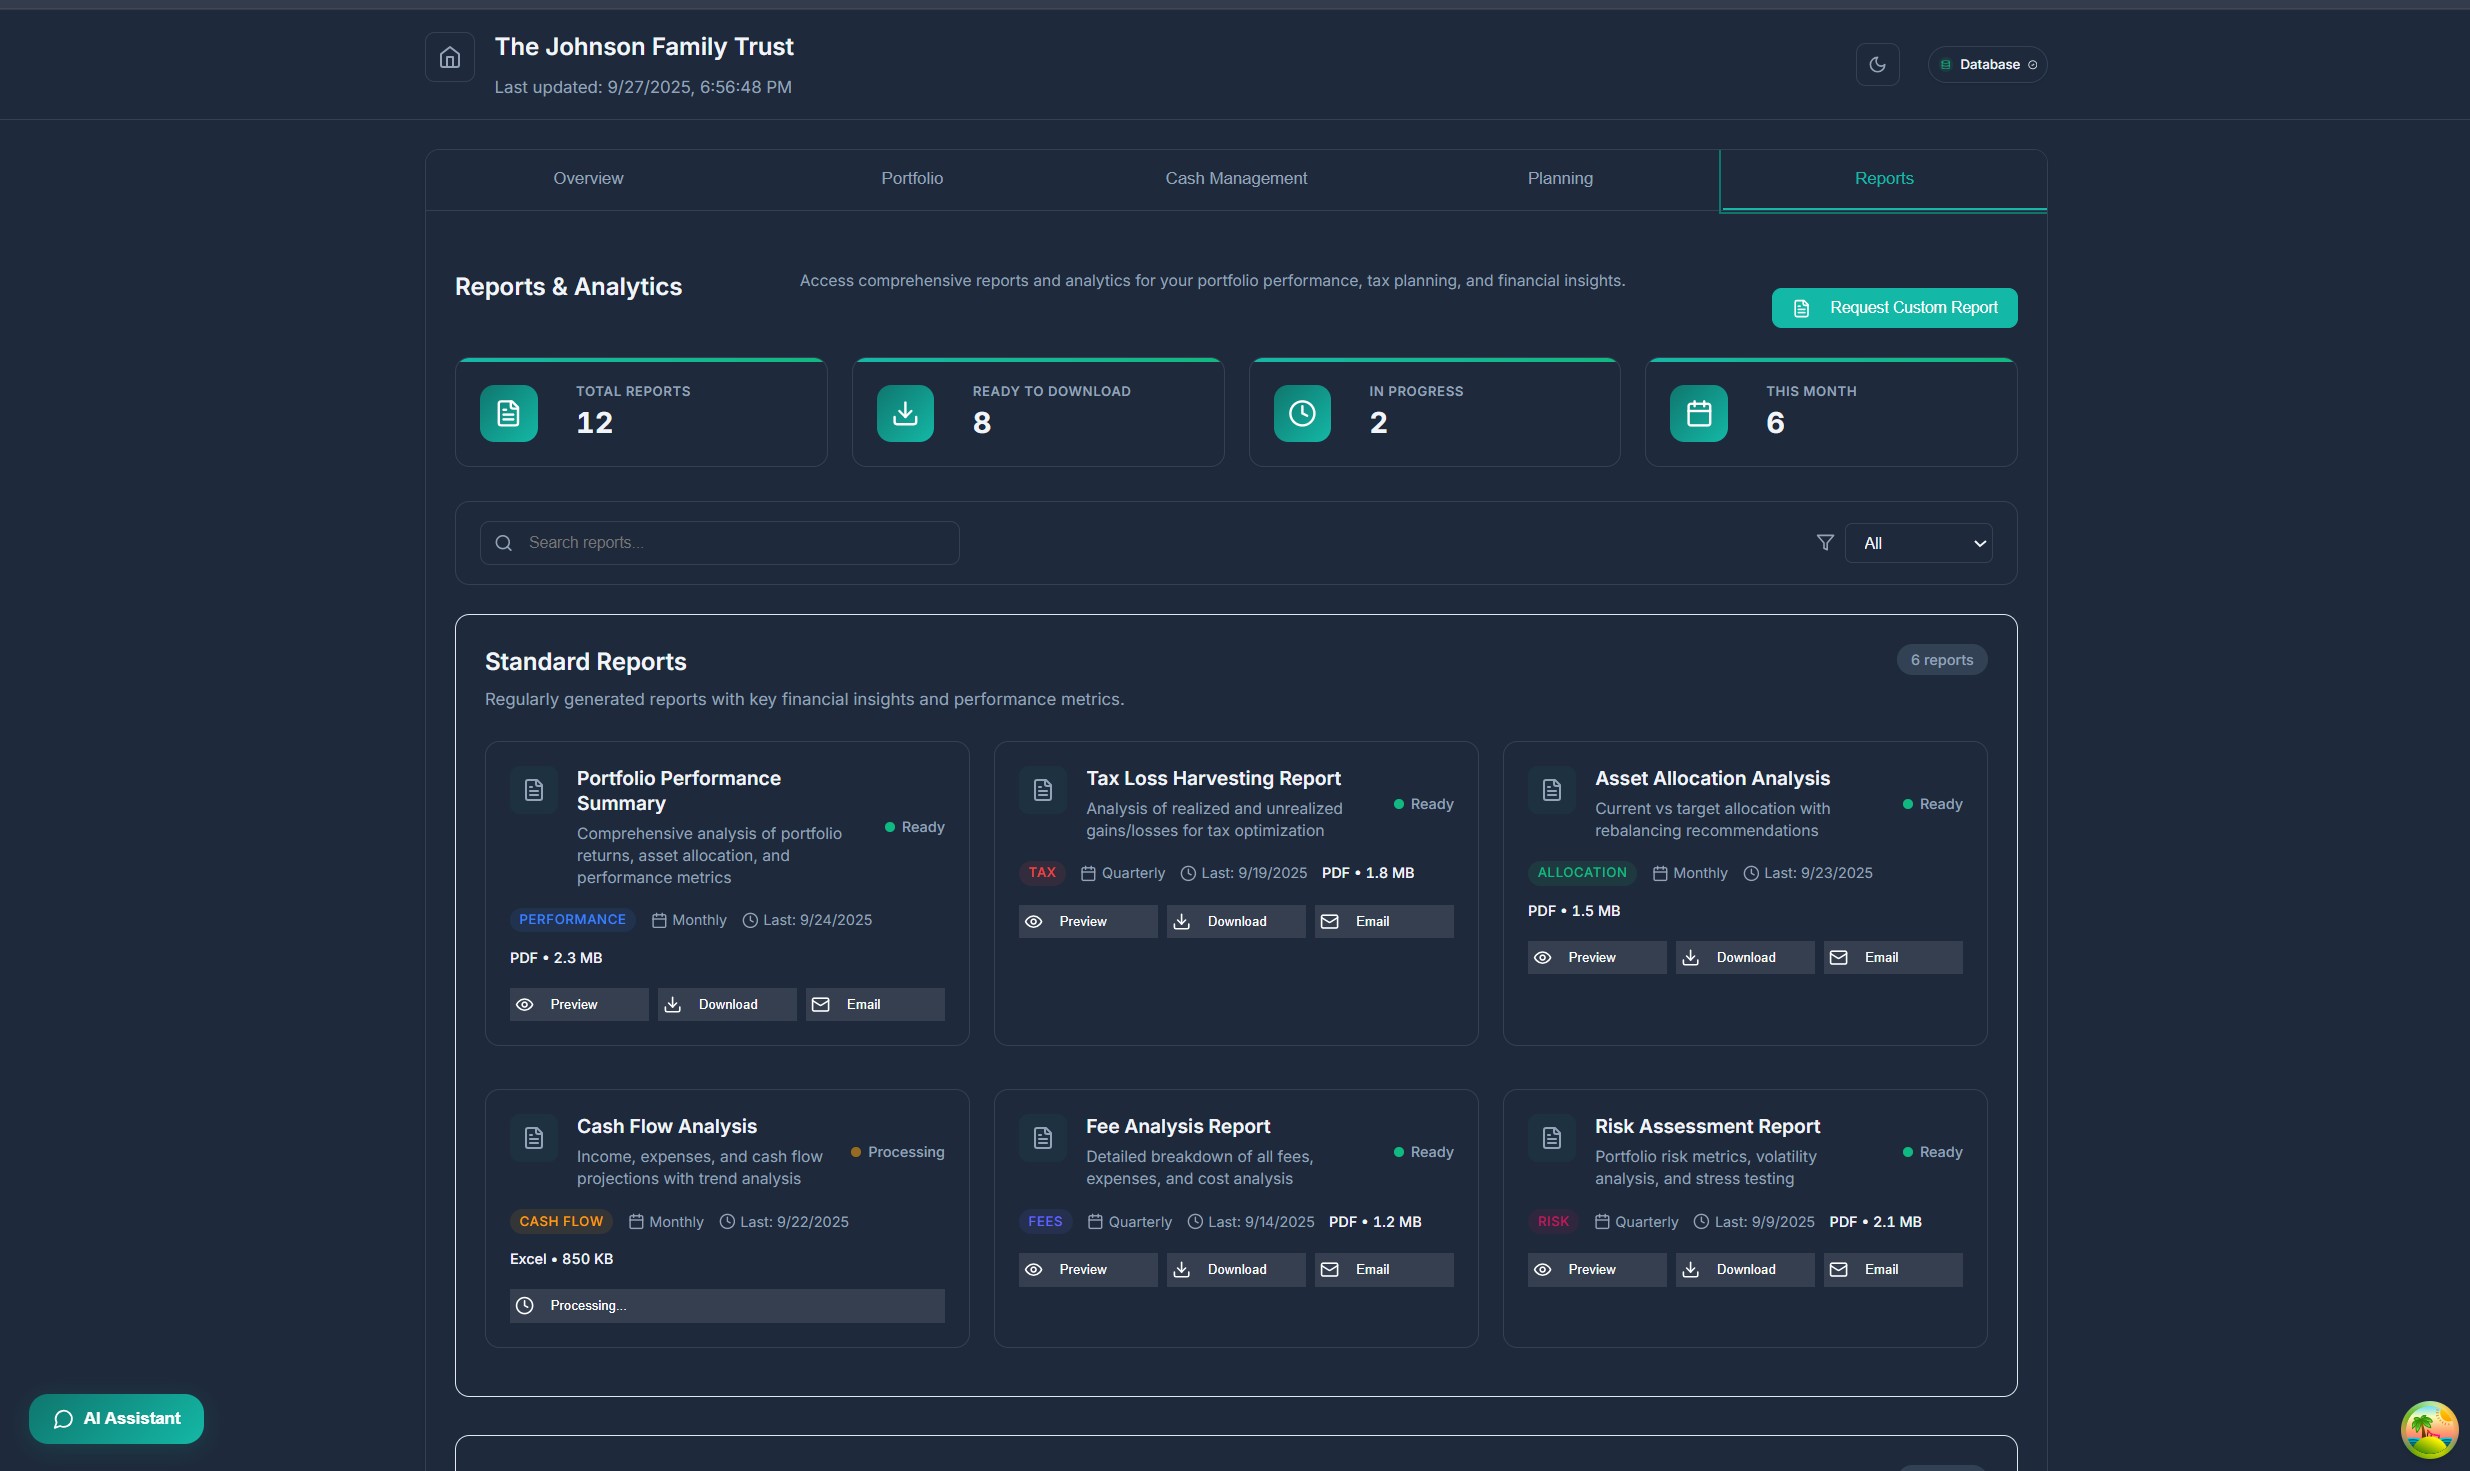 The Johnson Family Trust
Last updated: 9/27/2025, 6:56:48 PM
Database
Overview
Portfolio
Cash Management
Planning
Reports
Reports & Analytics
Access comprehensive reports and analytics for your portfolio performance, tax planning, and financial insights.
Request Custom Report
TOTAL REPORTS
12
READY TO DOWNLOAD
8
IN PROGRESS
2
THIS MONTH
6
Search reports...
All
Standard Reports
6 reports
Regularly generated reports with key financial insights and performance metrics.
Portfolio Performance
Summary
Comprehensive analysis of portfolio
returns, asset allocation, and
performance metrics
Ready
PERFORMANCE
Monthly
Last: 9/24/2025
PDF • 2.3 MB
Preview
Download
Email
Tax Loss Harvesting Report
Analysis of realized and unrealized
gains/losses for tax optimization
Ready
TAX
Quarterly
Last: 9/19/2025
PDF • 1.8 MB
Preview
Download
Email
Asset Allocation Analysis
Current vs target allocation with
rebalancing recommendations
Ready
ALLOCATION
Monthly
Last: 9/23/2025
PDF • 1.5 MB
Preview
Download
Email
Cash Flow Analysis
Income, expenses, and cash flow
projections with trend analysis
Processing
CASH FLOW
Monthly
Last: 9/22/2025
Excel • 850 KB
Processing...
Fee Analysis Report
Detailed breakdown of all fees,
expenses, and cost analysis
Ready
FEES
Quarterly
Last: 9/14/2025
PDF • 1.2 MB
Preview
Download
Email
Risk Assessment Report
Portfolio risk metrics, volatility
analysis, and stress testing
Ready
RISK
Quarterly
Last: 9/9/2025
PDF • 2.1 MB
Preview
Download
Email
AI Assistant